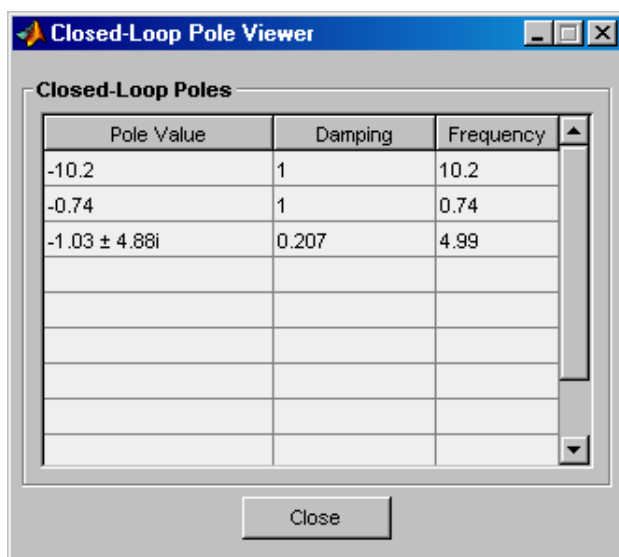 Closed-Loop Pole Viewer
Closed-Loop Poles
Pole Value Damping Frequency
-10.2 1 10.2
-0.74 1 0.74
-1.03 ± 4.88i 0.207 4.99
Close